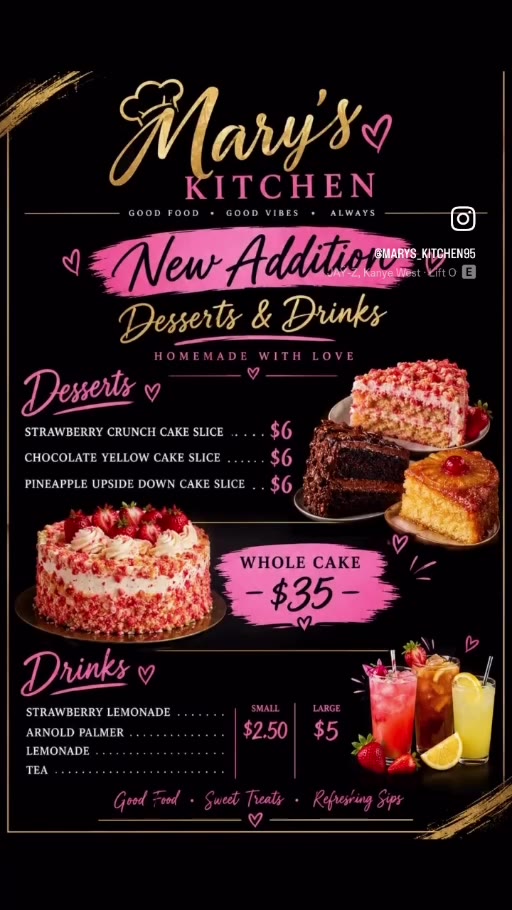 Mary's
KITCHEN
GOOD FOOD • GOOD VIBES • ALWAYS
@MARYS_KITCHEN95
New Addition
JAY-Z, Kanye West · Lift O E
Desserts & Drinks
HOMEMADE WITH LOVE
Desserts
STRAWBERRY CRUNCH CAKE SLICE ..... $6
CHOCOLATE YELLOW CAKE SLICE ...... $6
PINEAPPLE UPSIDE DOWN CAKE SLICE .. $6
WHOLE CAKE
- $35 -
Drinks
SMALL LARGE
STRAWBERRY LEMONADE .......
$2.50 $5
ARNOLD PALMER ..............
LEMONADE ...................
TEA ........................
Good Food • Sweet Treats • Refreshing Sips